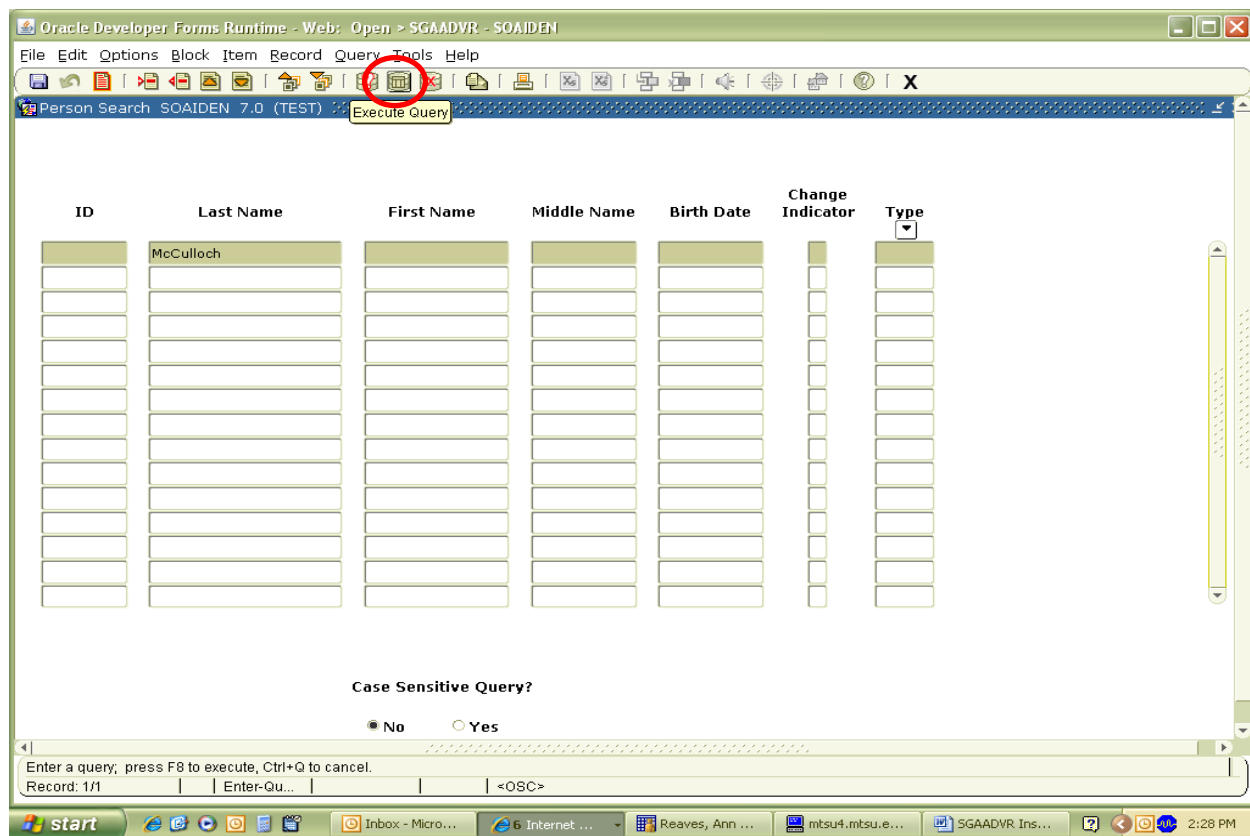 Oracle Developer Forms Runtime - Web: Open > SGAADVR - SOAIDEN
File Edit Options Block Item Record Query Tools Help
X
Person Search SOAIDEN 7.0 (TEST)
Execute Query
ID Last Name First Name Middle Name Birth Date Change Indicator Type
McCulloch
Case Sensitive Query?
No Yes
Enter a query; press F8 to execute, Ctrl+Q to cancel.
Record: 1/1 | | Enter-Qu... | | | <OSC>
start Inbox - Micro... 6 Internet ... Reaves, Ann ... mtsu4.mtsu.e... SGAADVR Ins... 2:28 PM